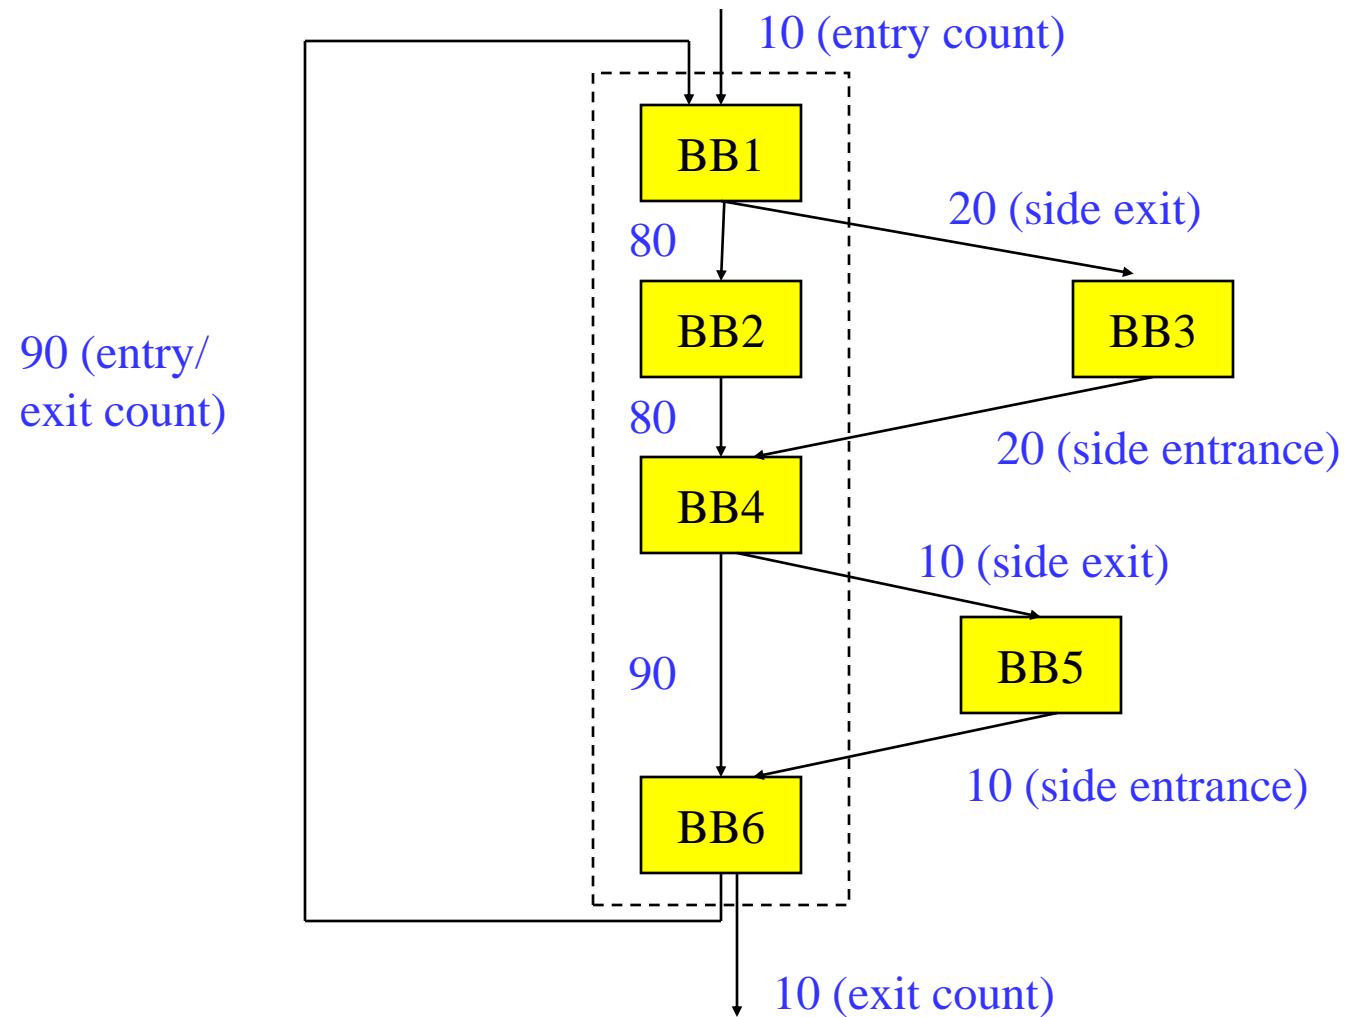 10 (entry count)
BB1
20 (side exit)
80
BB2
BB3
90 (entry/
exit count)
80
20 (side entrance)
BB4
10 (side exit)
90
BB5
10 (side entrance)
BB6
10 (exit count)